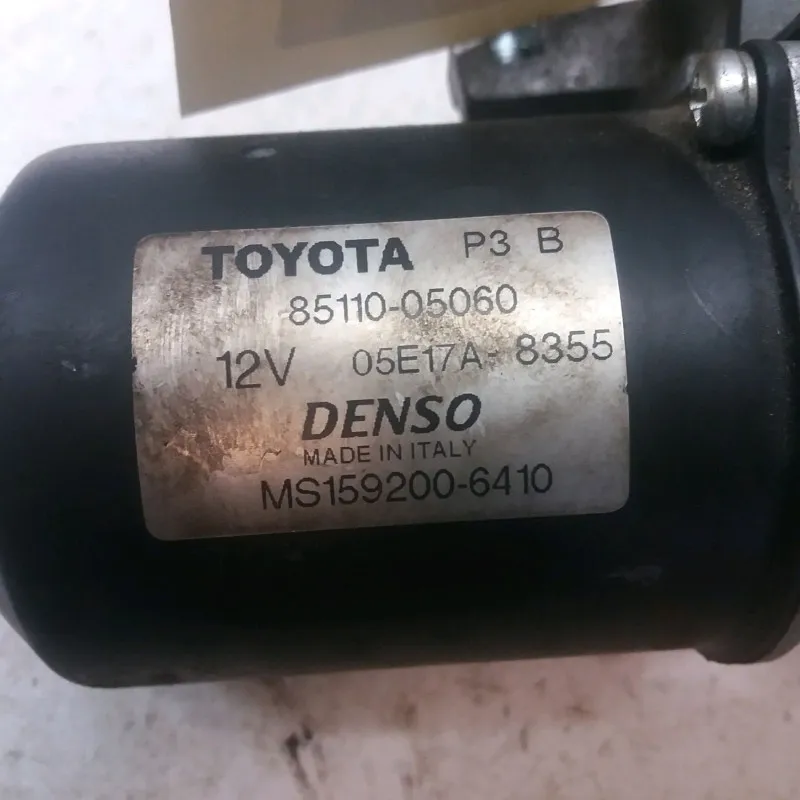 TOYOTA P3 B
85110-05060
12V 05E17A-8355
DENSO
MADE IN ITALY
MS159200-6410